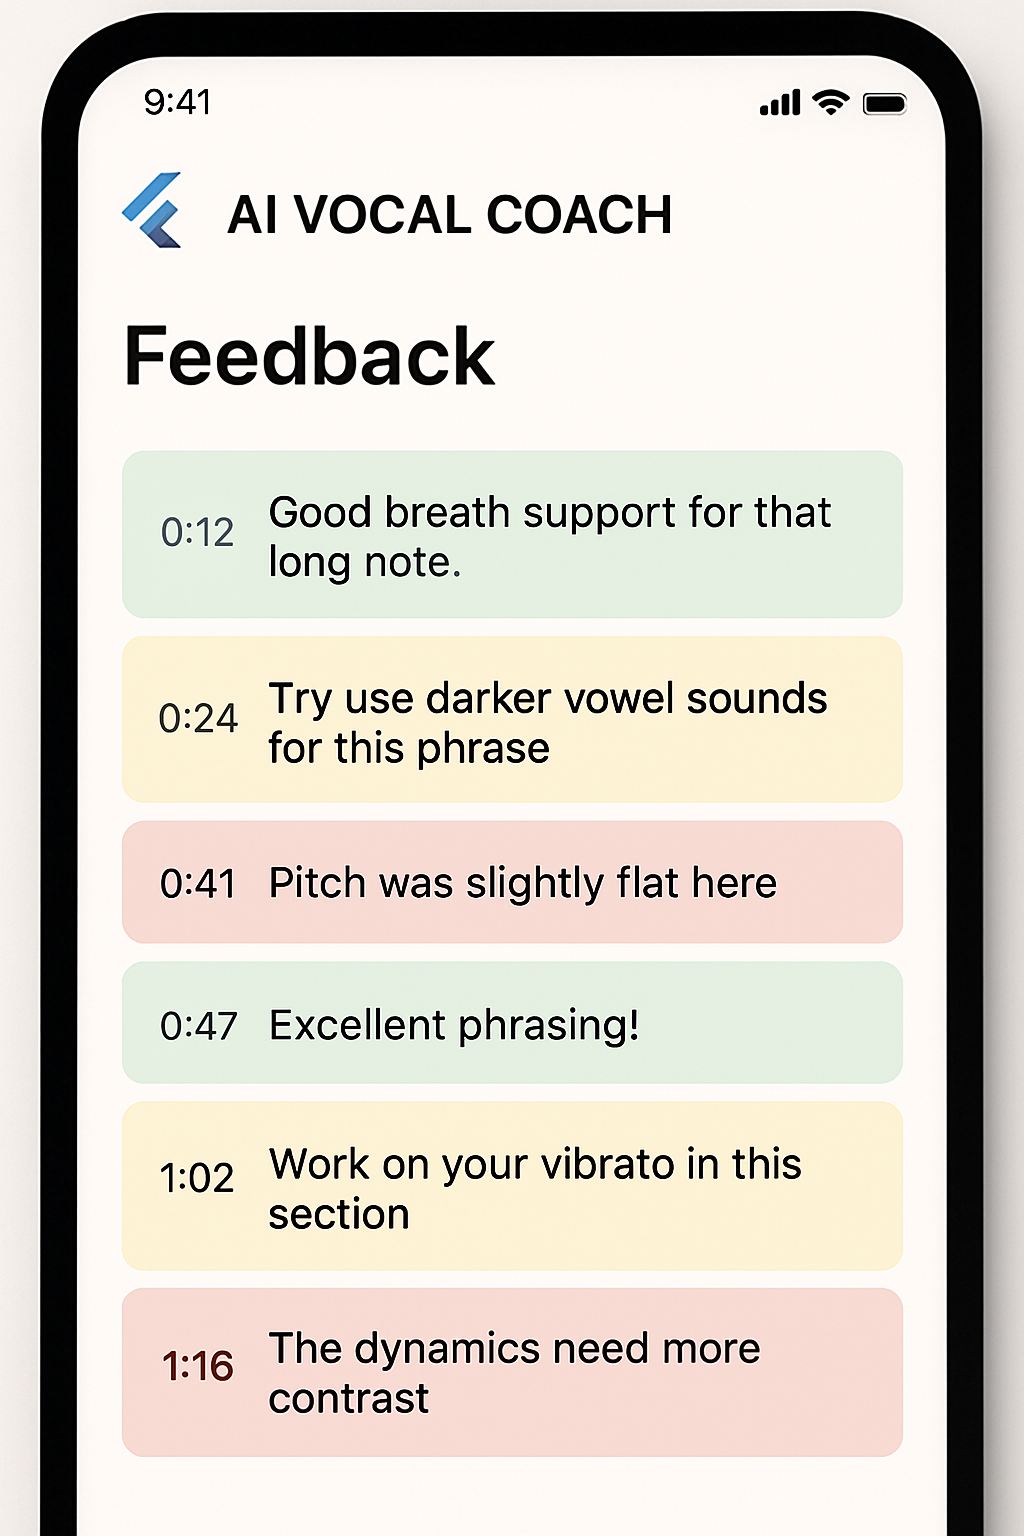 9:41
AI VOCAL COACH
Feedback
0:12
Good breath support for that
long note.
0:24
Try use darker vowel sounds
for this phrase
0:41
Pitch was slightly flat here
0:47
Excellent phrasing!
1:02
Work on your vibrato in this
section
1:16
The dynamics need more
contrast